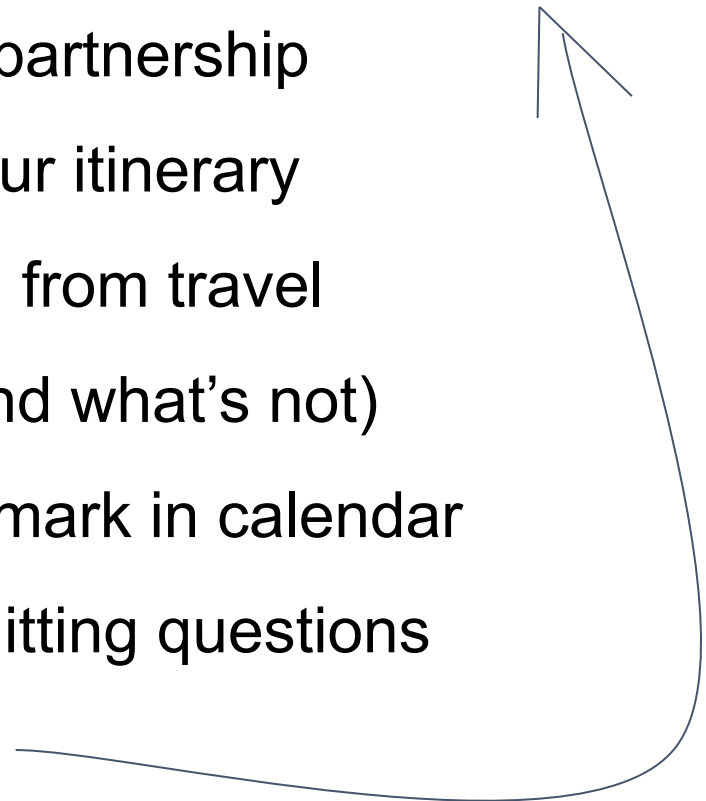 partnership
ur itinerary
from travel
nd what’s not)
mark in calendar
itting questions